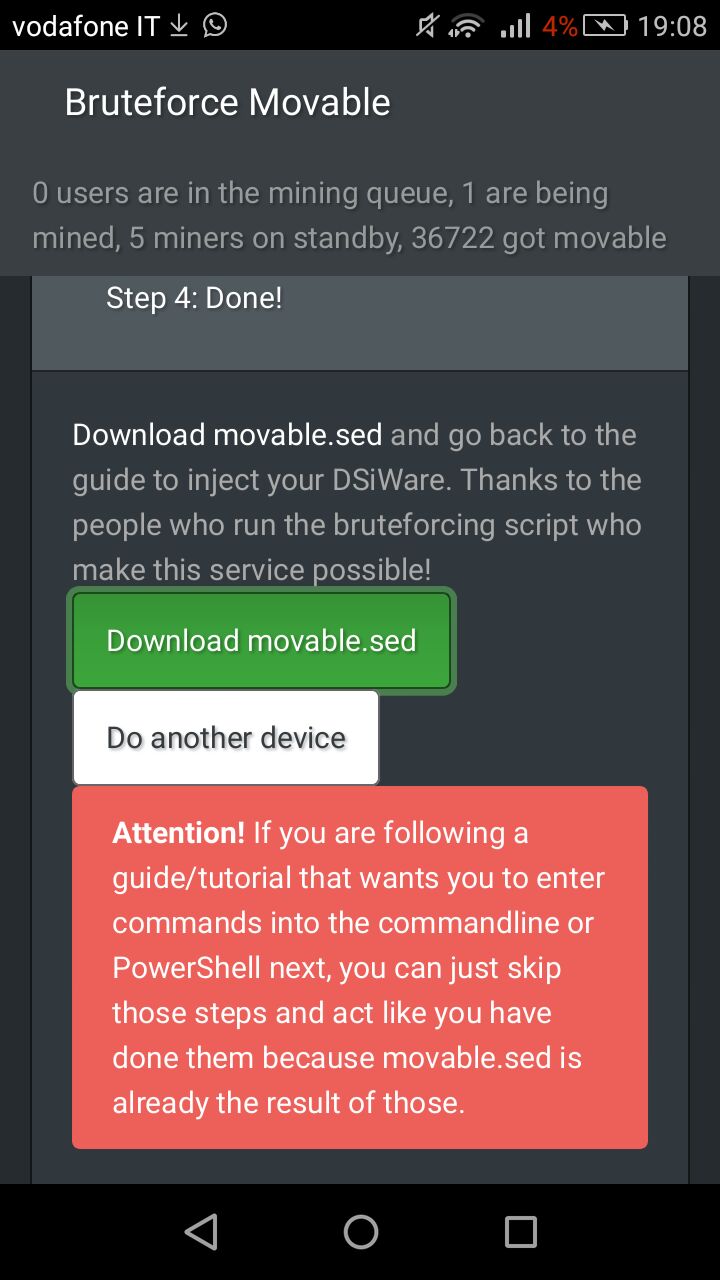 vodafone IT 4% 19:08
Bruteforce Movable
0 users are in the mining queue, 1 are being
mined, 5 miners on standby, 36722 got movable
Step 4: Done!
Download movable.sed and go back to the
guide to inject your DSiWare. Thanks to the
people who run the bruteforcing script who
make this service possible!
Download movable.sed
Do another device
Attention! If you are following a
guide/tutorial that wants you to enter
commands into the commandline or
PowerShell next, you can just skip
those steps and act like you have
done them because movable.sed is
already the result of those.